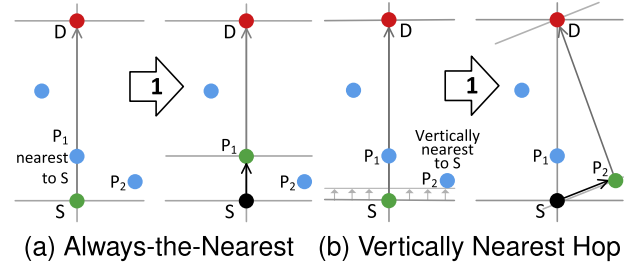 D
1
P1
nearest
to S
P2
S
D
P1
P2
S
(a) Always-the-Nearest
D
1
Vertically
nearest
to S
P1
P2
S
D
P1
P2
S
(b) Vertically Nearest Hop